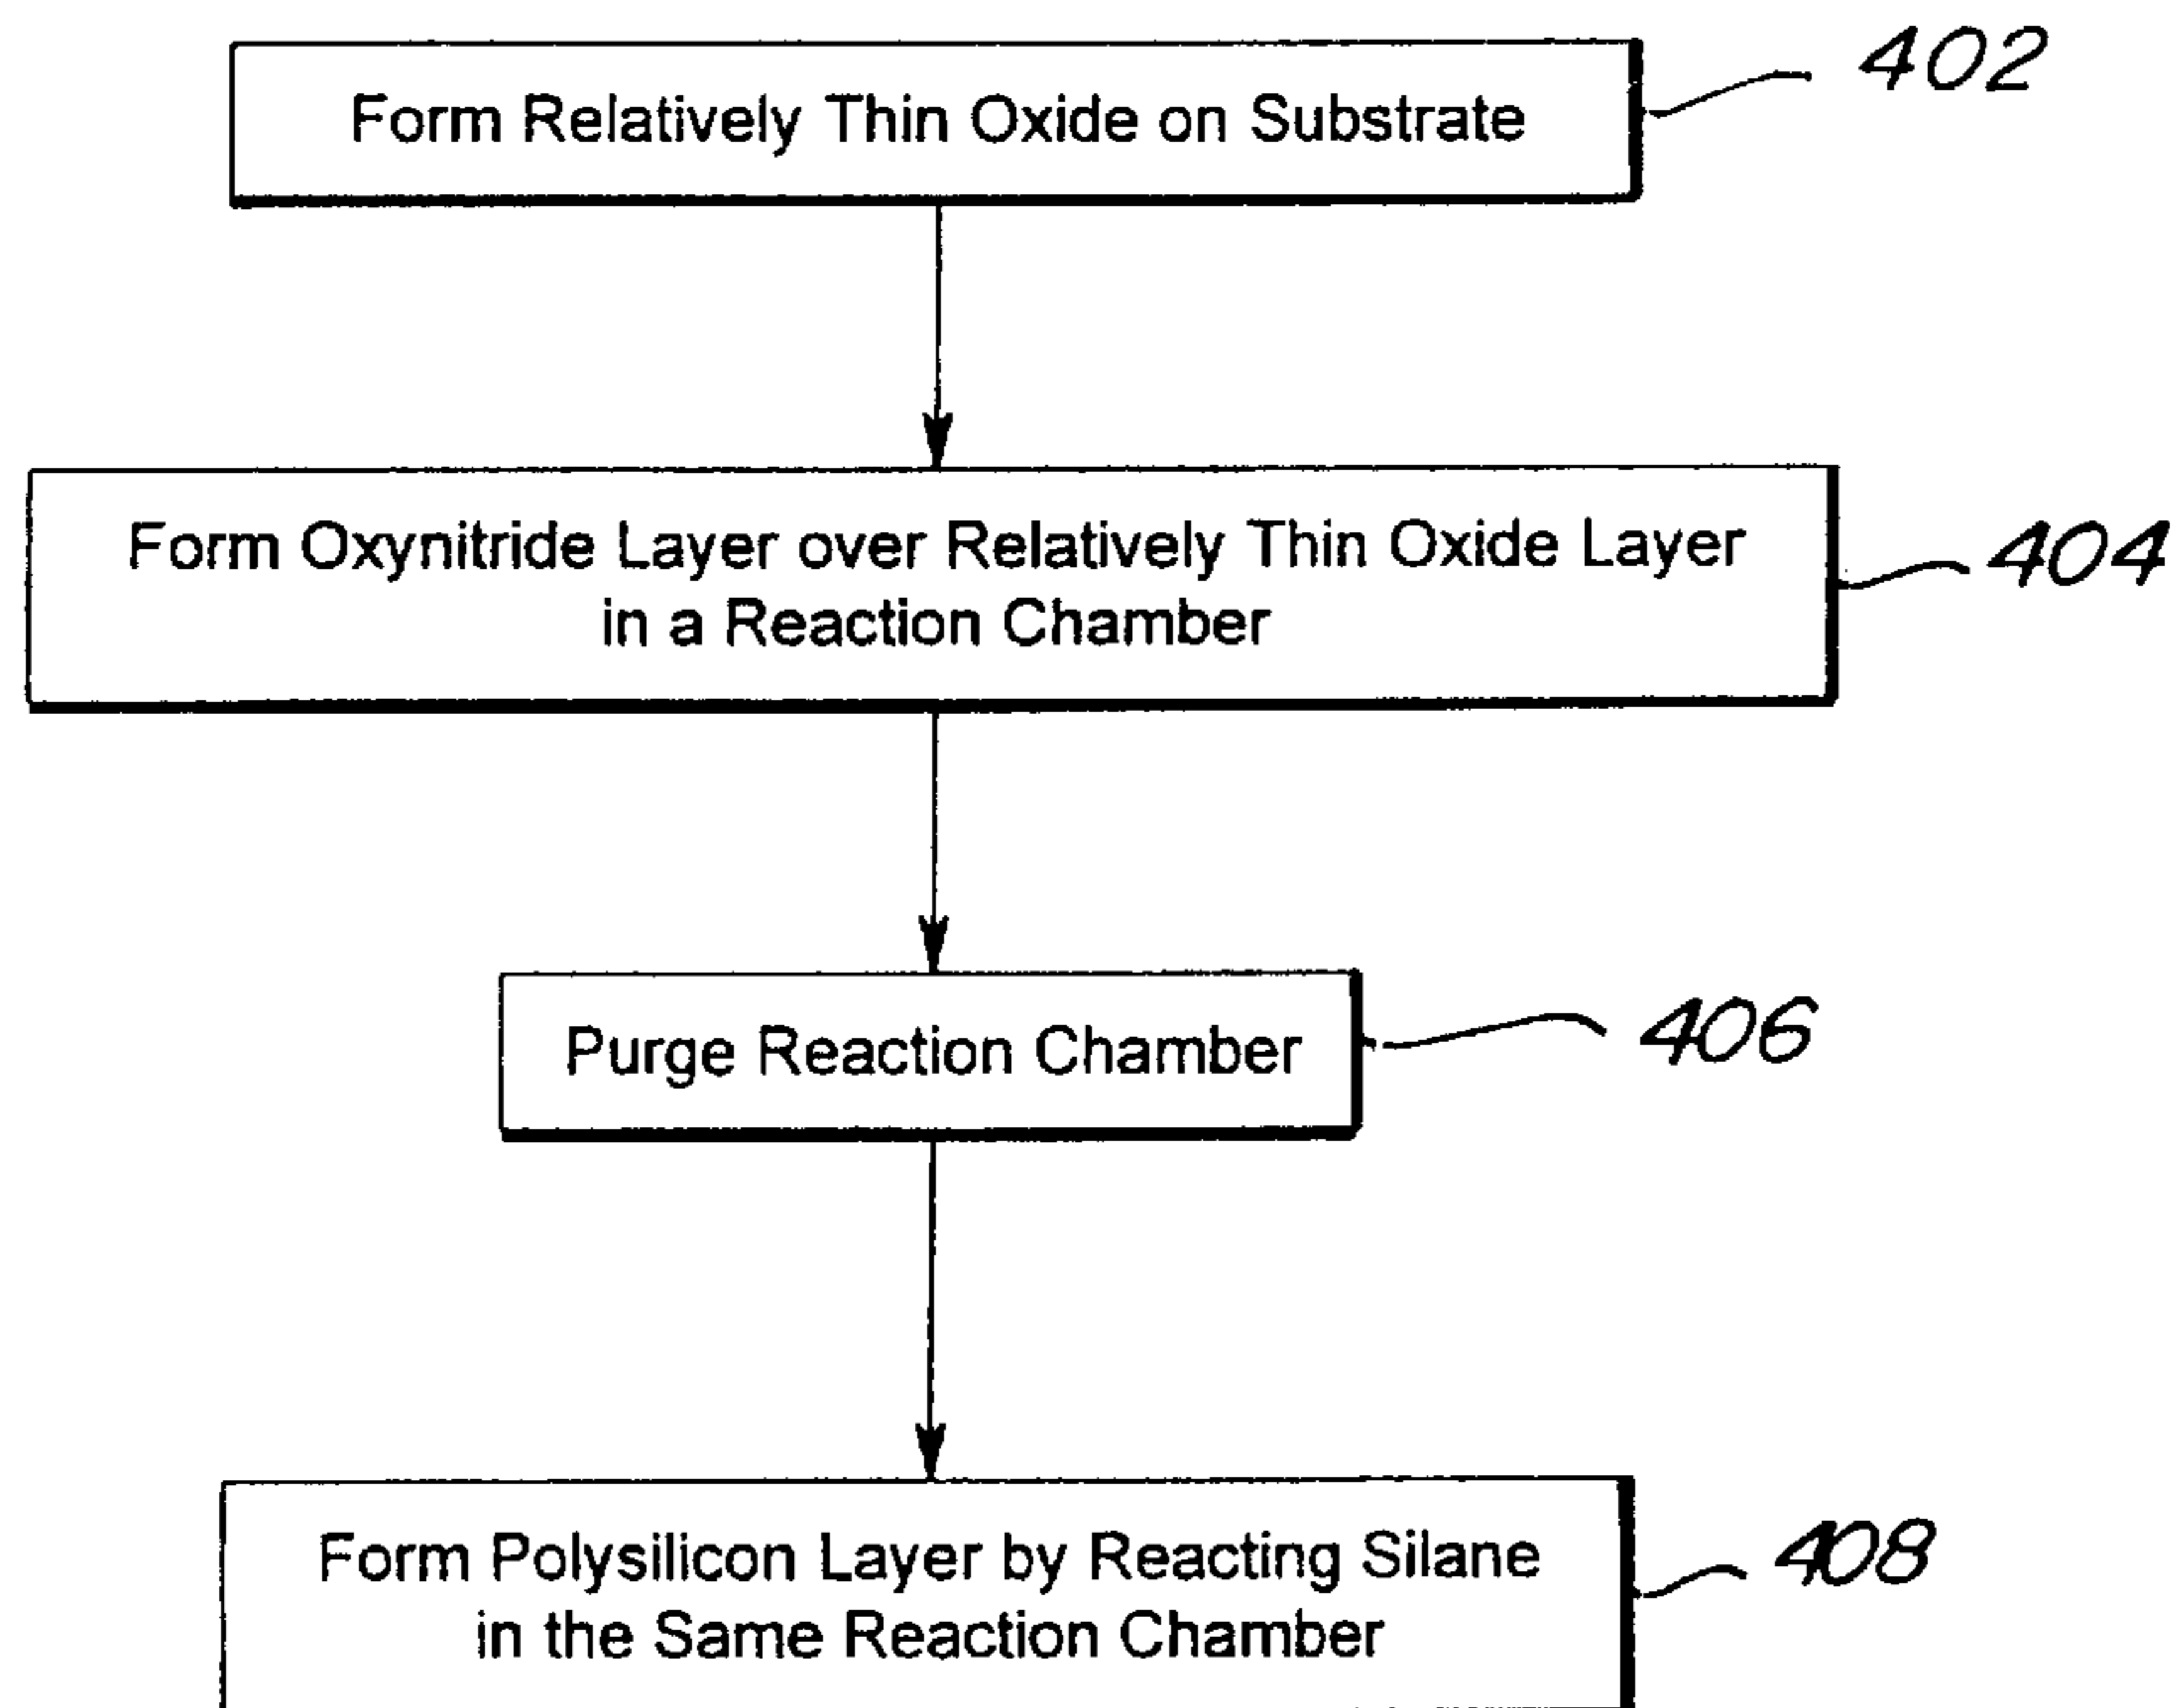 Form Relatively Thin Oxide on Substrate
402
Form Oxynitride Layer over Relatively Thin Oxide Layer
in a Reaction Chamber
404
Purge Reaction Chamber
406
Form Polysilicon Layer by Reacting Silane
in the Same Reaction Chamber
408